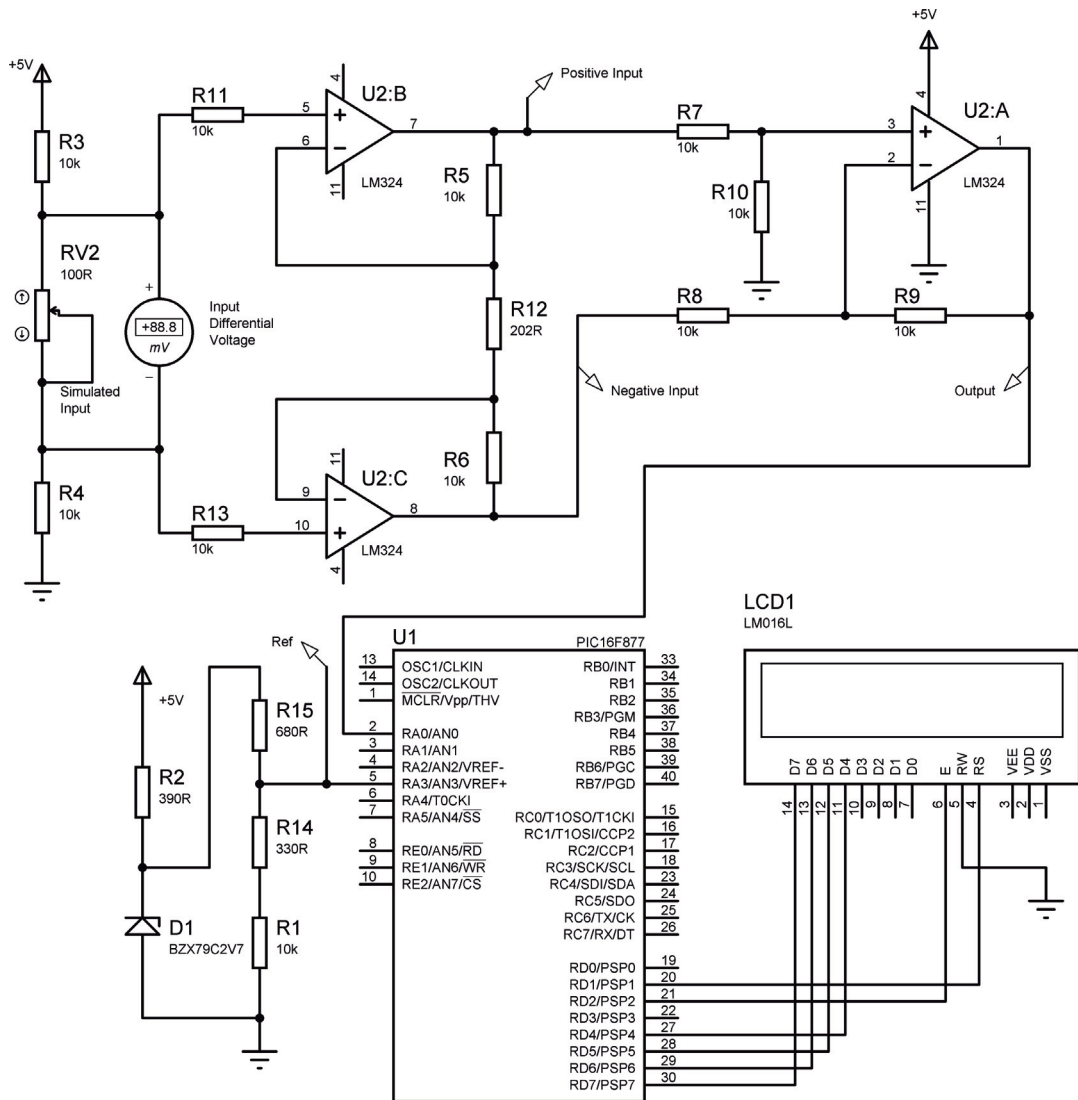 +5V
R3
10k
RV2
100R
Simulated
Input
R4
10k
+
+88.8
mV
−
Input
Differential
Voltage
R11
10k
R13
10k
4
5
+
6
−
7
11
U2:B
LM324
R5
10k
R12
202R
R6
10k
11
U2:C
9
−
10
+
8
4
LM324
Positive Input
Negative Input
R7
10k
R10
10k
R8
10k
R9
10k
+5V
4
U2:A
3
+
2
−
1
11
LM324
Output
+5V
R2
390R
D1
BZX79C2V7
R15
680R
R14
330R
R1
10k
Ref
U1
PIC16F877
13 OSC1/CLKIN
14 OSC2/CLKOUT
1 MCLR/Vpp/THV
2 RA0/AN0
3 RA1/AN1
4 RA2/AN2/VREF-
5 RA3/AN3/VREF+
6 RA4/T0CKI
7 RA5/AN4/SS
8 RE0/AN5/RD
9 RE1/AN6/WR
10 RE2/AN7/CS
RB0/INT 33
RB1 34
RB2 35
RB3/PGM 36
RB4 37
RB5 38
RB6/PGC 39
RB7/PGD 40
RC0/T1OSO/T1CKI 15
RC1/T1OSI/CCP2 16
RC2/CCP1 17
RC3/SCK/SCL 18
RC4/SDI/SDA 23
RC5/SDO 24
RC6/TX/CK 25
RC7/RX/DT 26
RD0/PSP0 19
RD1/PSP1 20
RD2/PSP2 21
RD3/PSP3 22
RD4/PSP4 27
RD5/PSP5 28
RD6/PSP6 29
RD7/PSP7 30
LCD1
LM016L
D7 D6 D5 D4 D3 D2 D1 D0 E RW RS VEE VDD VSS
14 13 12 11 10 9 8 7 6 5 4 3 2 1